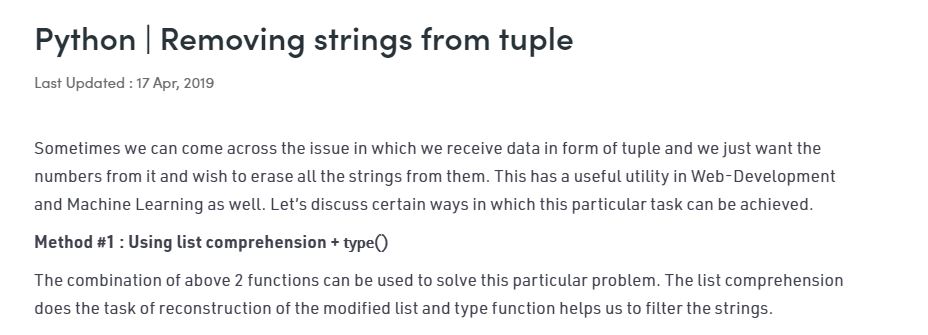 Python | Removing strings from tuple
Last Updated : 17 Apr, 2019
Sometimes we can come across the issue in which we receive data in form of tuple and we just want the
numbers from it and wish to erase all the strings from them. This has a useful utility in Web-Development
and Machine Learning as well. Let's discuss certain ways in which this particular task can be achieved.
Method #1 : Using list comprehension + type()
The combination of above 2 functions can be used to solve this particular problem. The list comprehension
does the task of reconstruction of the modified list and type function helps us to filter the strings.